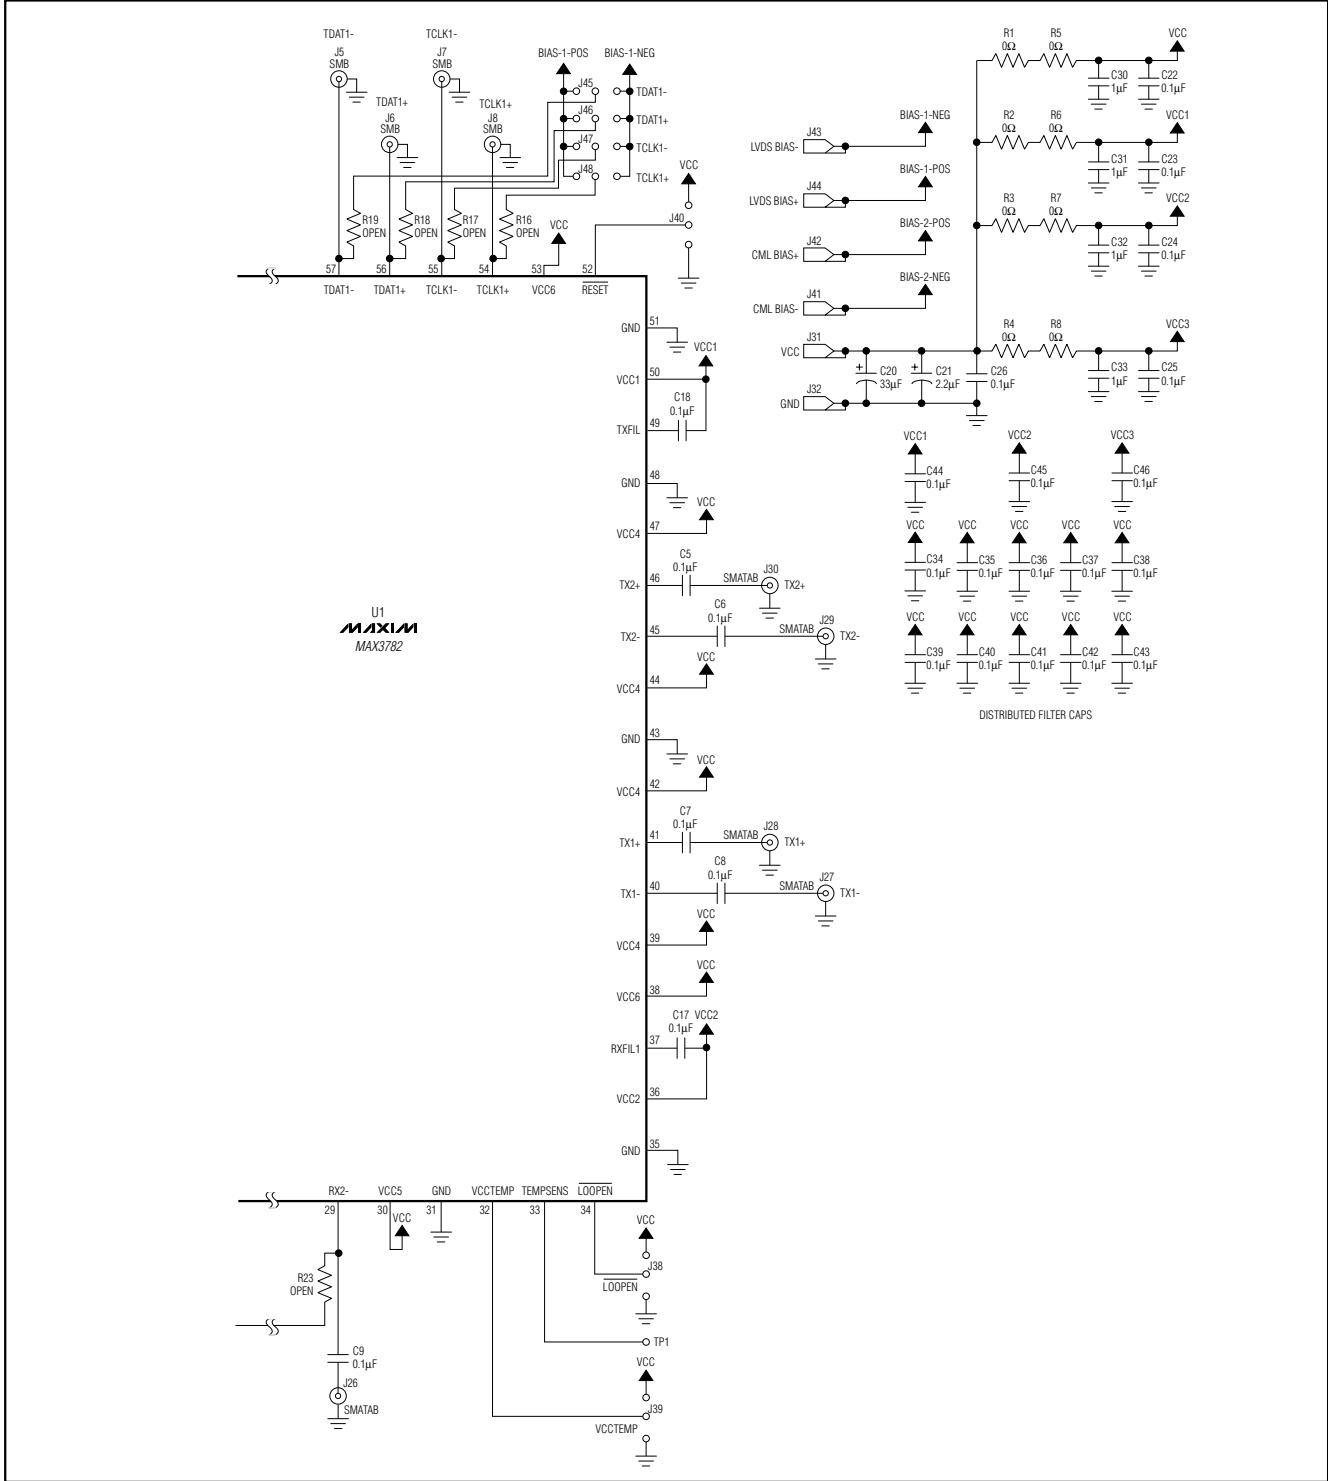 TDAT1-
J5
SMB
TCLK1-
J7
SMB
TDAT1+
J6
SMB
TCLK1+
J8
SMB
BIAS-1-POS
BIAS-1-NEG
J45
TDAT1-
J46
TDAT1+
J47
TCLK1-
J48
TCLK1+
R19
OPEN
R18
OPEN
R17
OPEN
R16
OPEN
VCC
VCC
J40
57
56
55
54
53
52
TDAT1-
TDAT1+
TCLK1-
TCLK1+
VCC6
RESET
GND
51
VCC1
VCC1
50
C18
0.1µF
TXFIL
49
GND
48
VCC
VCC4
47
C5
0.1µF
TX2+
46
SMATAB
J30
TX2+
C6
0.1µF
TX2-
45
SMATAB
J29
TX2-
VCC
VCC4
44
GND
43
VCC
VCC4
42
C7
0.1µF
TX1+
41
SMATAB
J28
TX1+
C8
0.1µF
TX1-
40
SMATAB
J27
TX1-
VCC
VCC4
39
VCC
VCC6
38
C17
0.1µF
VCC2
RXFIL1
37
VCC2
36
GND
35
U1
MAXIM
MAX3782
RX2-
VCC5
GND
VCCTEMP
TEMPSENS
LOOPEN
29
30
31
32
33
34
VCC
R23
OPEN
C9
0.1µF
J26
SMATAB
VCC
J38
LOOPEN
TP1
VCC
J39
VCCTEMP
R1
0Ω
R5
0Ω
VCC
C30
1µF
C22
0.1µF
R2
0Ω
R6
0Ω
VCC1
C31
1µF
C23
0.1µF
R3
0Ω
R7
0Ω
VCC2
C32
1µF
C24
0.1µF
R4
0Ω
R8
0Ω
VCC3
C33
1µF
C25
0.1µF
BIAS-1-NEG
J43
LVDS BIAS-
BIAS-1-POS
J44
LVDS BIAS+
BIAS-2-POS
J42
CML BIAS+
BIAS-2-NEG
J41
CML BIAS-
J31
VCC
+
C20
33µF
+
C21
2.2µF
C26
0.1µF
J32
GND
VCC1
C44
0.1µF
VCC2
C45
0.1µF
VCC3
C46
0.1µF
VCC
C34
0.1µF
VCC
C35
0.1µF
VCC
C36
0.1µF
VCC
C37
0.1µF
VCC
C38
0.1µF
VCC
C39
0.1µF
VCC
C40
0.1µF
VCC
C41
0.1µF
VCC
C42
0.1µF
VCC
C43
0.1µF
DISTRIBUTED FILTER CAPS